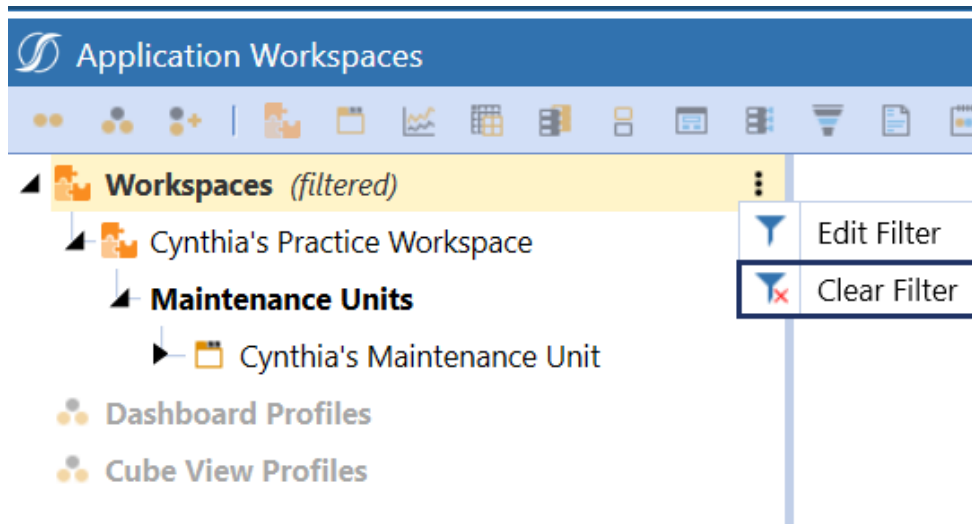 Application Workspaces
Workspaces (filtered)
Edit Filter
Cynthia's Practice Workspace
Clear Filter
Maintenance Units
Cynthia's Maintenance Unit
Dashboard Profiles
Cube View Profiles